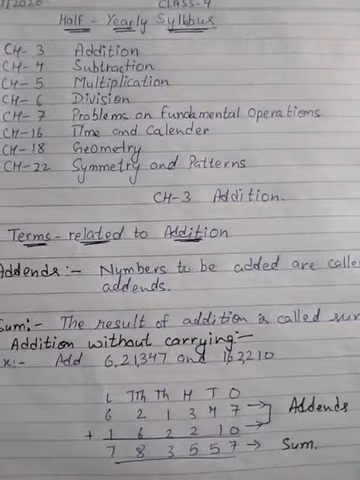 /2020 CLASS-4
Half - Yearly Syllbus
CH- 3 Addition
CH- 4 Subtraction
CH- 5 Multiplication
CH- 6 Division
CH- 7 Problems on Fundamental Operations
CH-16 Time and Calender
CH-18 Geometry
CH-22 Symmetry and Patterns
CH-3 Addition.
Terms- related to Addition
Addends:- Numbers to be added are calle
addends.
Sum:- The result of addition is called sum
Addition without carrying:-
x:- Add 6,21,347 and 1,62,210
L TTh Th H T O
6 2 1 3 4 7 → Addends
+ 1 6 2 2 1 0 →
7 8 3 5 5 7 → Sum.